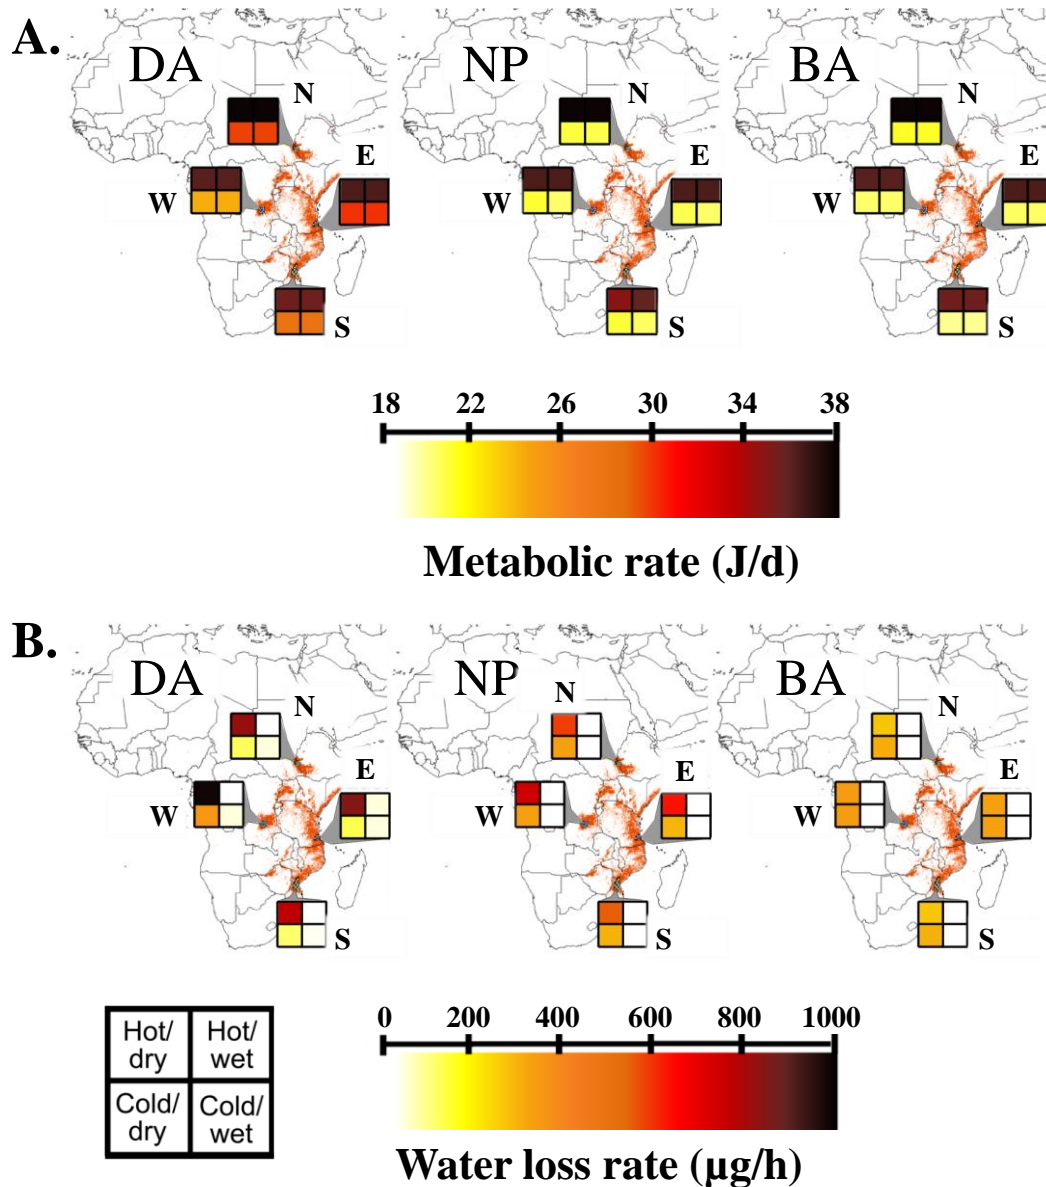 A.
DA NP BA
N N N
E E E
W W W
S S S
18 22 26 30 34 38
Metabolic rate (J/d)
B.
DA NP BA
N N N
E E E
W W W
S S S
Hot/ dry Hot/ wet
Cold/ dry Cold/ wet
0 200 400 600 800 1000
Water loss rate (µg/h)